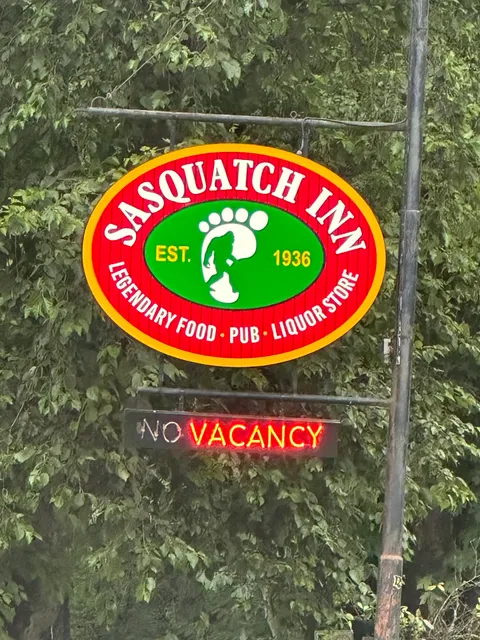 SASQUATCH INN
EST. 1936
LEGENDARY FOOD · PUB · LIQUOR STORE
NO VACANCY